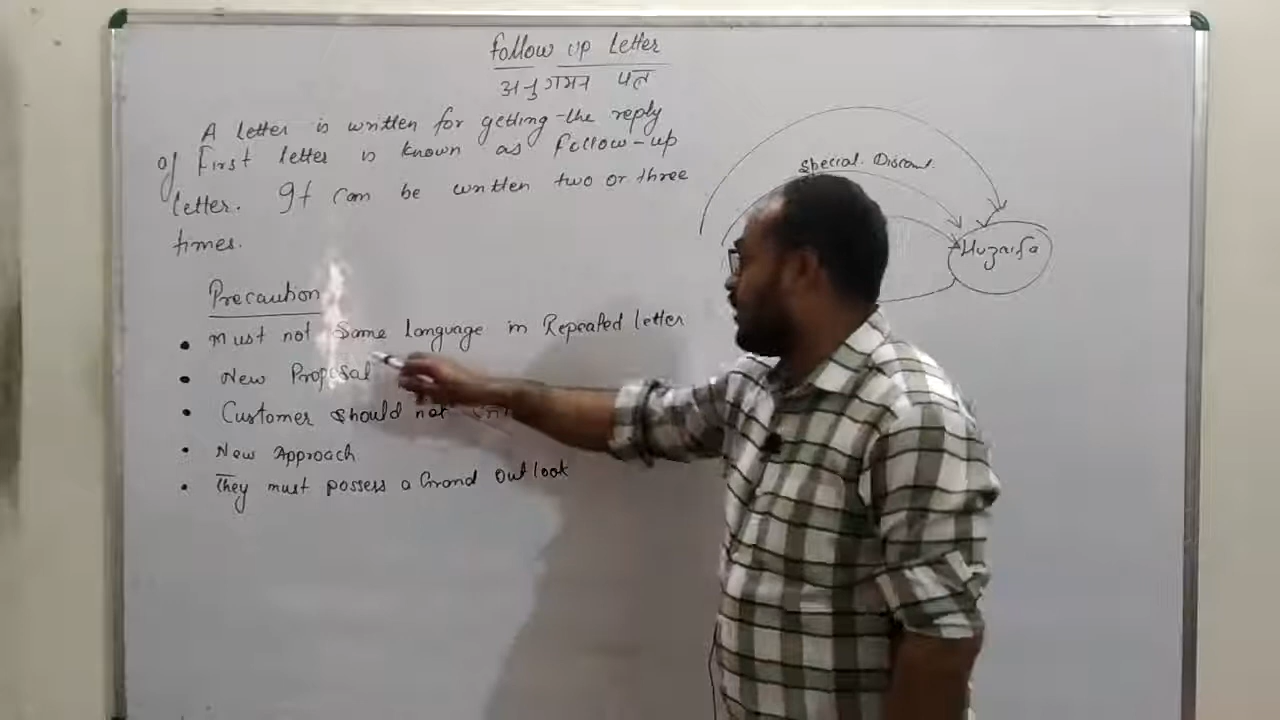 follow up letter
अनुगमन पत्र
A letter is written for getting the reply
of First letter is known as follow-up
letter. It can be written two or three
times.
Precaution
• Must not same language in Repeated letter
• New Proposal
• Customer should not
• New Approach
• They must possess a Grand Outlook
Special Discount
Huzaifa